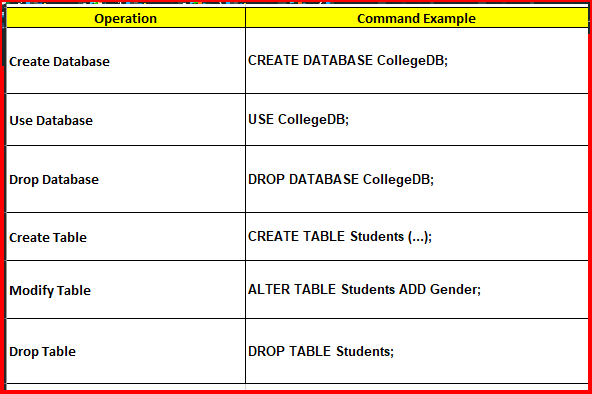 Operation Command Example
Create Database CREATE DATABASE CollegeDB;
Use Database USE CollegeDB;
Drop Database DROP DATABASE CollegeDB;
Create Table CREATE TABLE Students (...);
Modify Table ALTER TABLE Students ADD Gender;
Drop Table DROP TABLE Students;